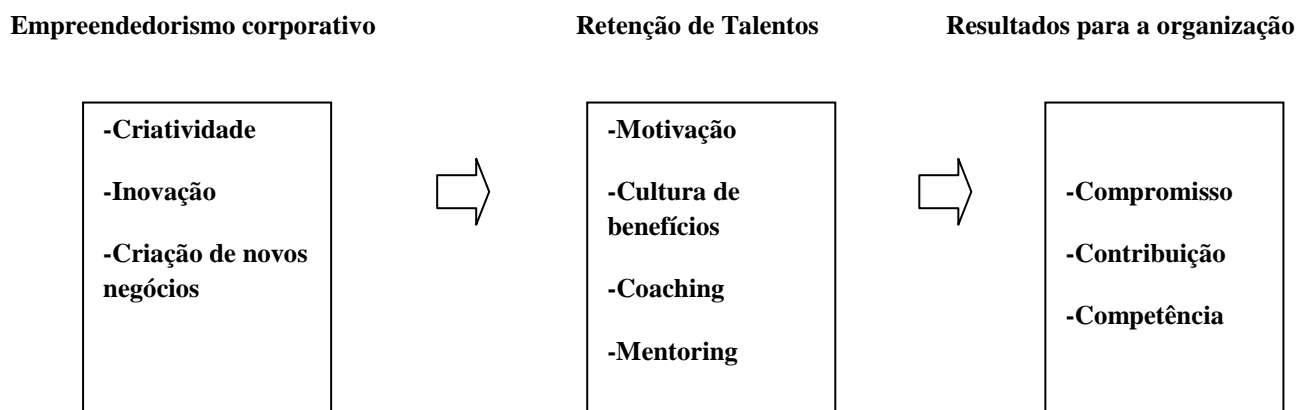 Empreendedorismo corporativo
Retenção de Talentos
Resultados para a organização
-Criatividade
-Inovação
-Criação de novos
negócios
-Motivação
-Cultura de
benefícios
-Coaching
-Mentoring
-Compromisso
-Contribuição
-Competência